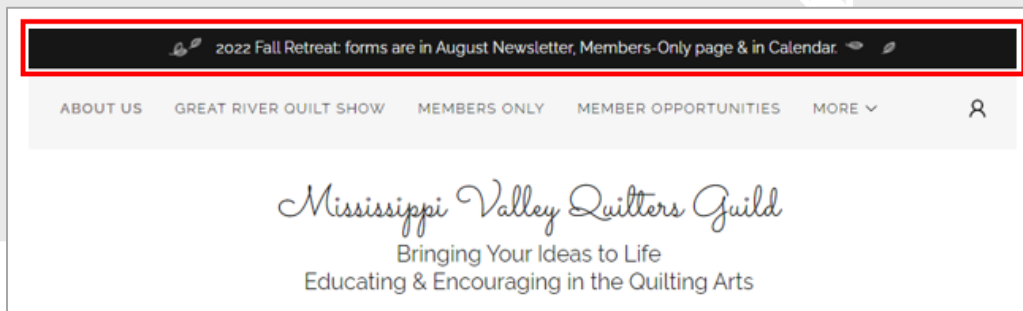 2022 Fall Retreat: forms are in August Newsletter, Members-Only page & in Calendar.
ABOUT US GREAT RIVER QUILT SHOW MEMBERS ONLY MEMBER OPPORTUNITIES MORE
Mississippi Valley Quilters Guild
Bringing Your Ideas to Life
Educating & Encouraging in the Quilting Arts